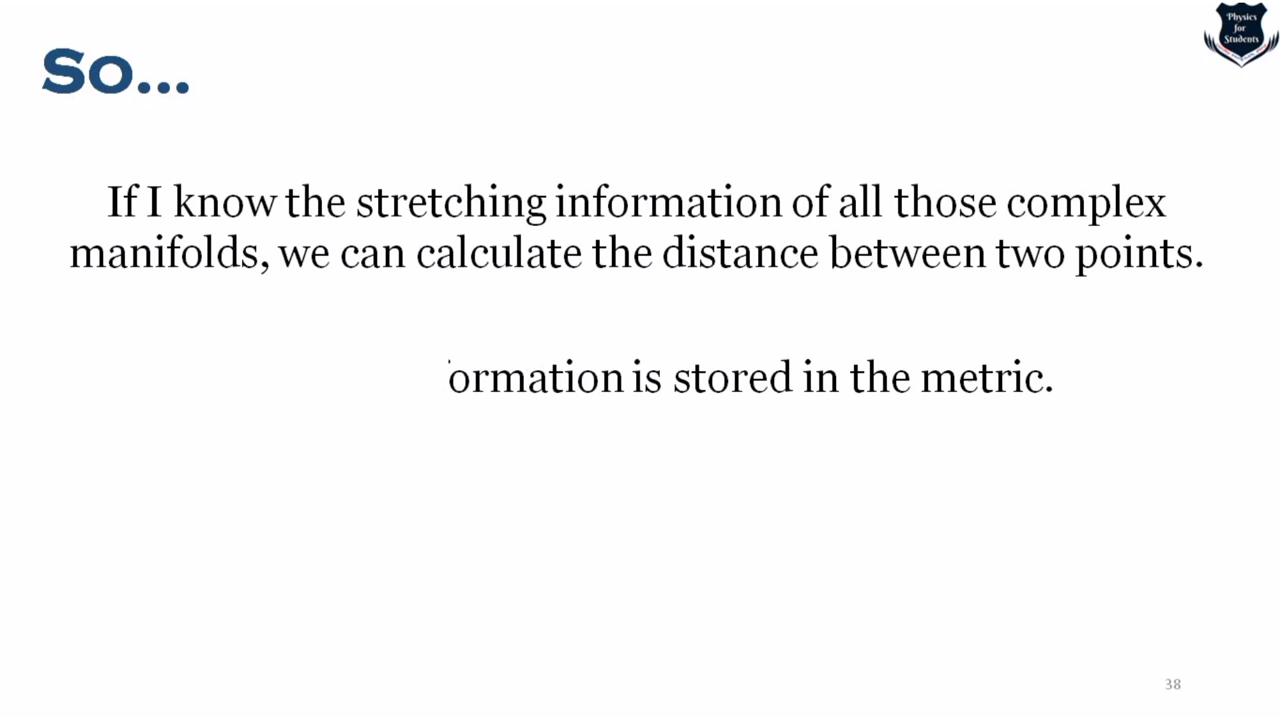 Physics
for
Students
So...
If I know the stretching information of all those complex
manifolds, we can calculate the distance between two points.
ormation is stored in the metric.
38